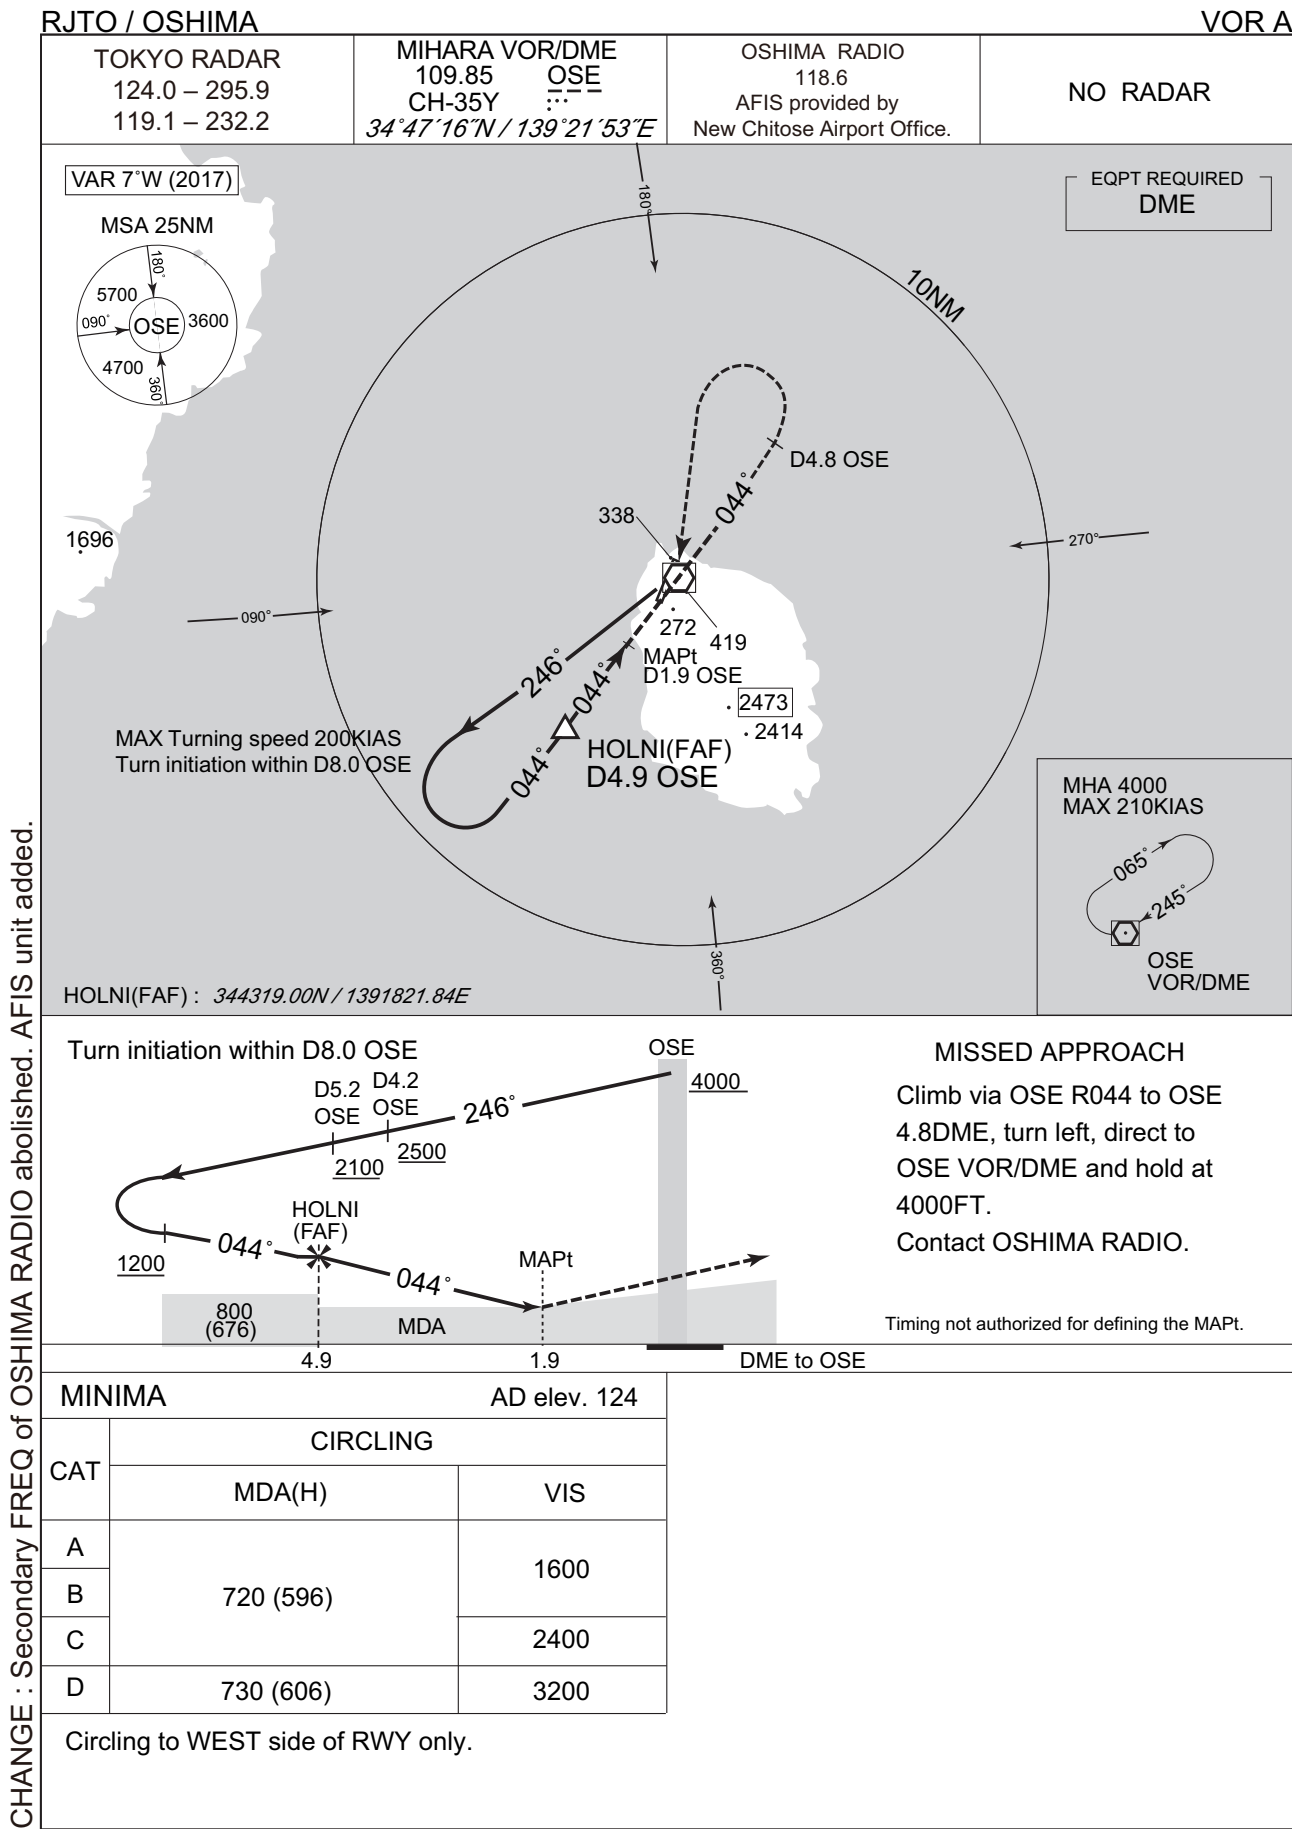 RJTO / OSHIMA
VOR A
TOKYO RADAR
124.0 – 295.9
119.1 – 232.2
MIHARA VOR/DME
109.85 OSE
CH-35Y
34˚47´16˝N / 139˚21´53˝E
OSHIMA RADIO
118.6
AFIS provided by
New Chitose Airport Office.
NO RADAR
VAR 7˚W (2017)
MSA 25NM
180˚
5700
090˚
OSE
3600
4700
360˚
EQPT REQUIRED
DME
180˚
10NM
D4.8 OSE
044˚
338
1696
270˚
090˚
272
419
MAPt
D1.9 OSE
246˚
044˚
2473
2414
MAX Turning speed 200KIAS
Turn initiation within D8.0 OSE
HOLNI(FAF)
D4.9 OSE
044˚
MHA 4000
MAX 210KIAS
065˚
245˚
OSE
VOR/DME
360˚
HOLNI(FAF) : 344319.00N / 1391821.84E
Turn initiation within D8.0 OSE
OSE
D5.2
OSE
D4.2
OSE
246˚
4000
2100
2500
HOLNI
(FAF)
1200
044˚
044˚
MAPt
800
(676)
MDA
4.9
1.9
DME to OSE
MISSED APPROACH
Climb via OSE R044 to OSE
4.8DME, turn left, direct to
OSE VOR/DME and hold at
4000FT.
Contact OSHIMA RADIO.
Timing not authorized for defining the MAPt.
MINIMA
AD elev. 124
CAT
CIRCLING
MDA(H)
VIS
A
B
C
D
720 (596)
1600
2400
730 (606)
3200
Circling to WEST side of RWY only.
CHANGE : Secondary FREQ of OSHIMA RADIO abolished. AFIS unit added.